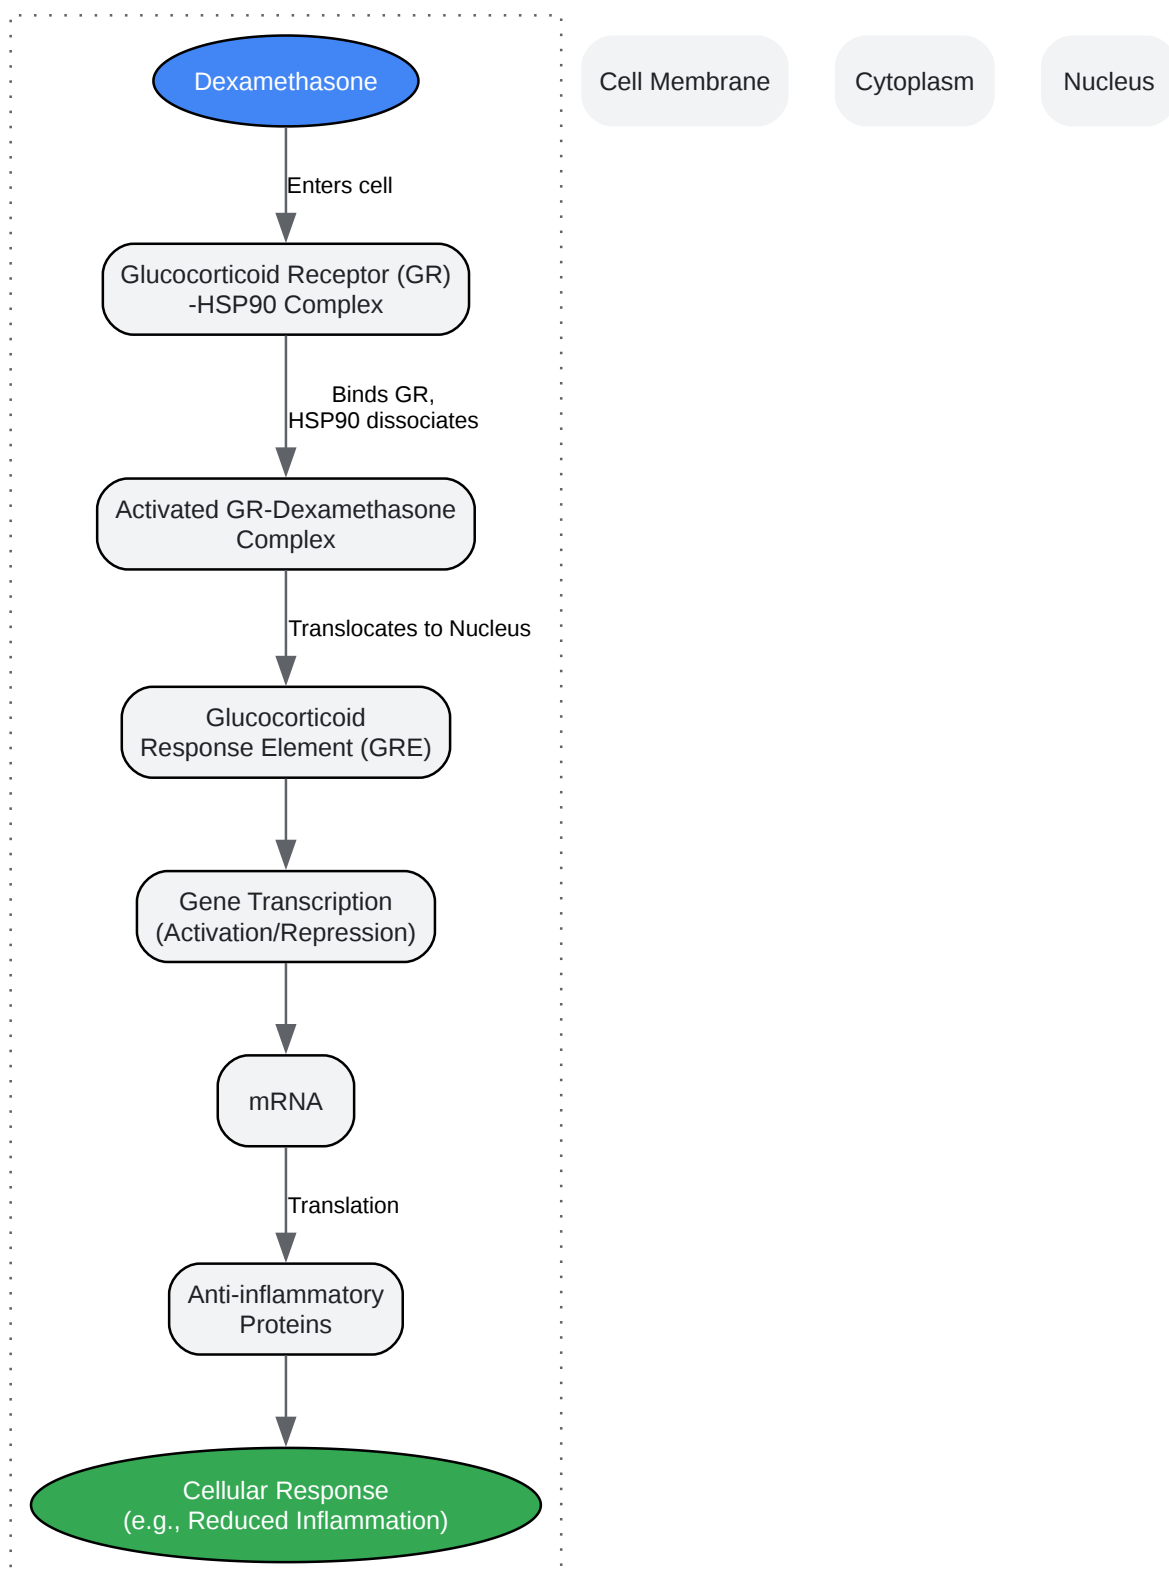 Dexamethasone
Cell Membrane
Cytoplasm
Nucleus
Enters cell
Glucocorticoid Receptor (GR)
-HSP90 Complex
Binds GR,
HSP90 dissociates
Activated GR-Dexamethasone
Complex
Translocates to Nucleus
Glucocorticoid
Response Element (GRE)
Gene Transcription
(Activation/Repression)
mRNA
Translation
Anti-inflammatory
Proteins
Cellular Response
(e.g., Reduced Inflammation)